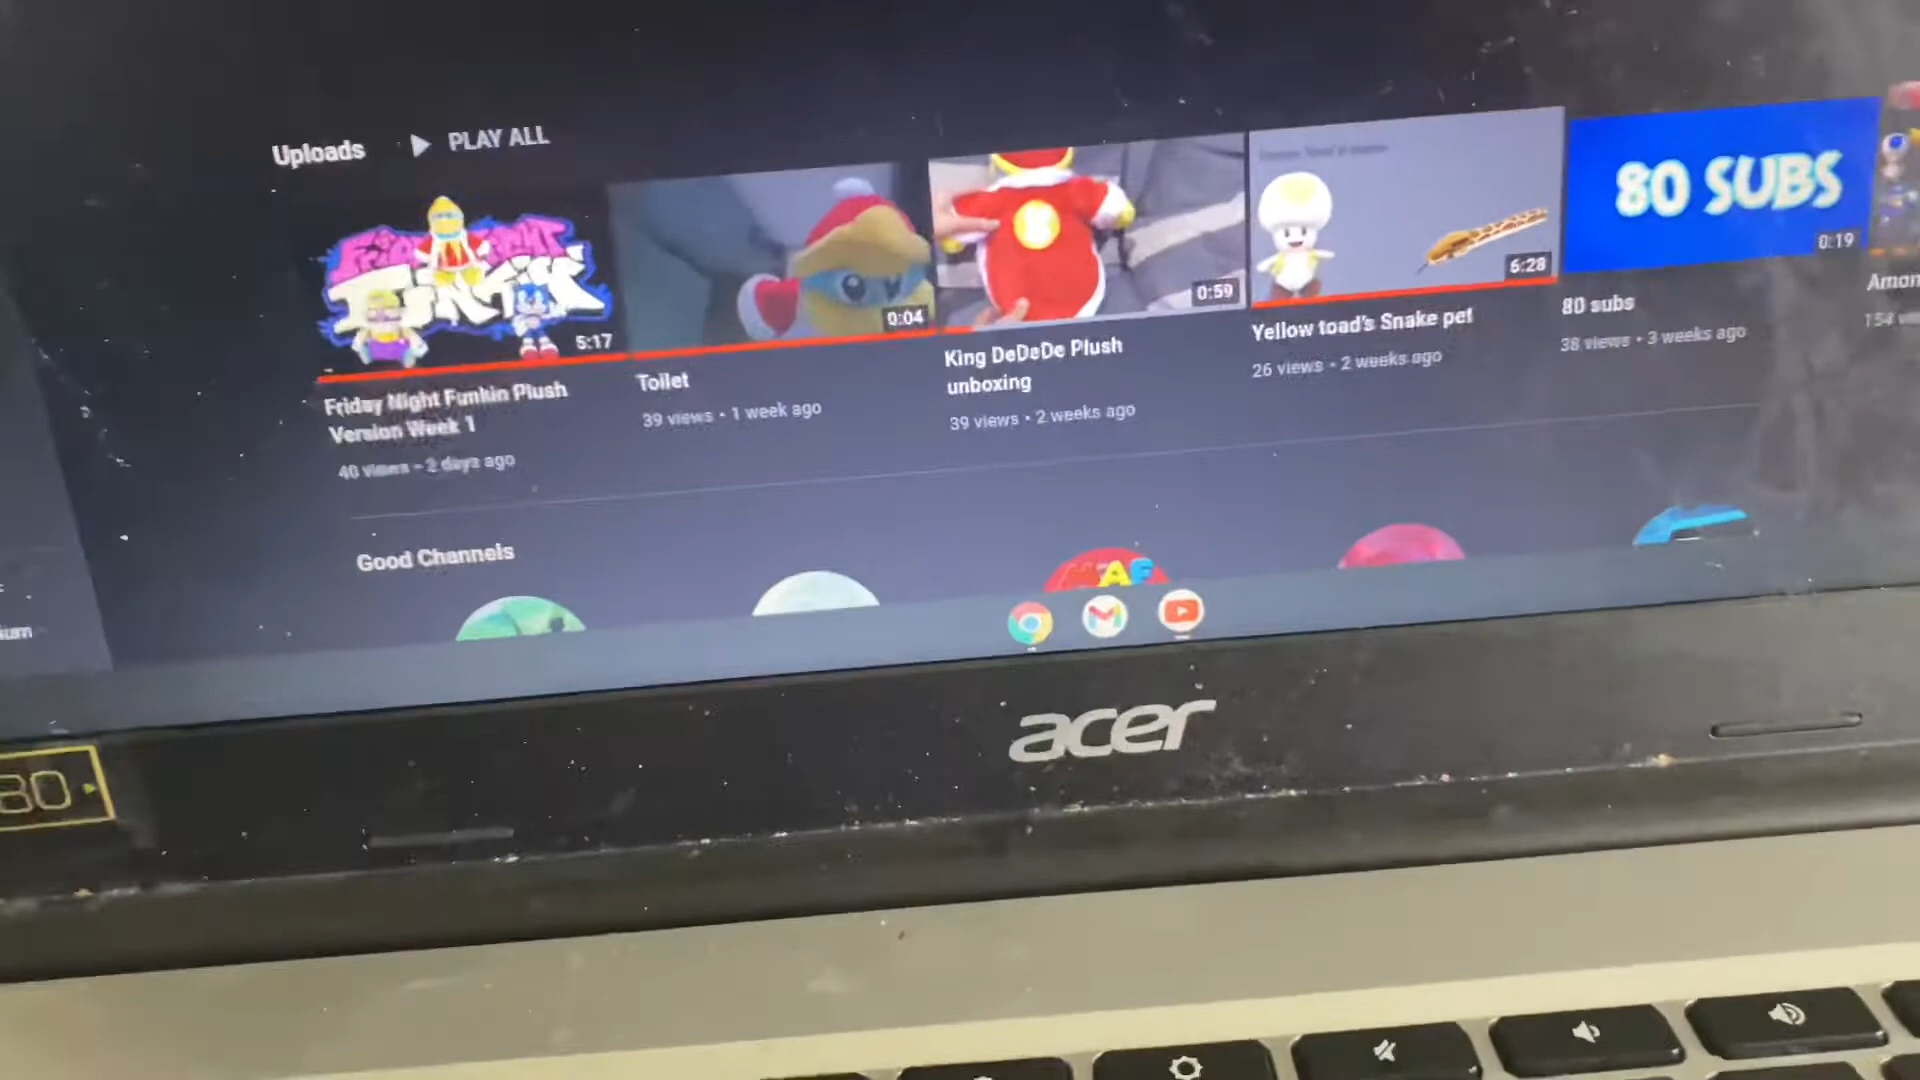 Uploads
PLAY ALL
FUNKIN
80 SUBS
5:17
0:04
0:59
6:28
0:19
Friday Night Funkin Plush
Version Week 1
40 views • 2 days ago
Toilet
39 views • 1 week ago
King DeDeDe Plush
unboxing
39 views • 2 weeks ago
Yellow toad's Snake pet
26 views • 2 weeks ago
80 subs
38 views • 3 weeks ago
Good Channels
acer